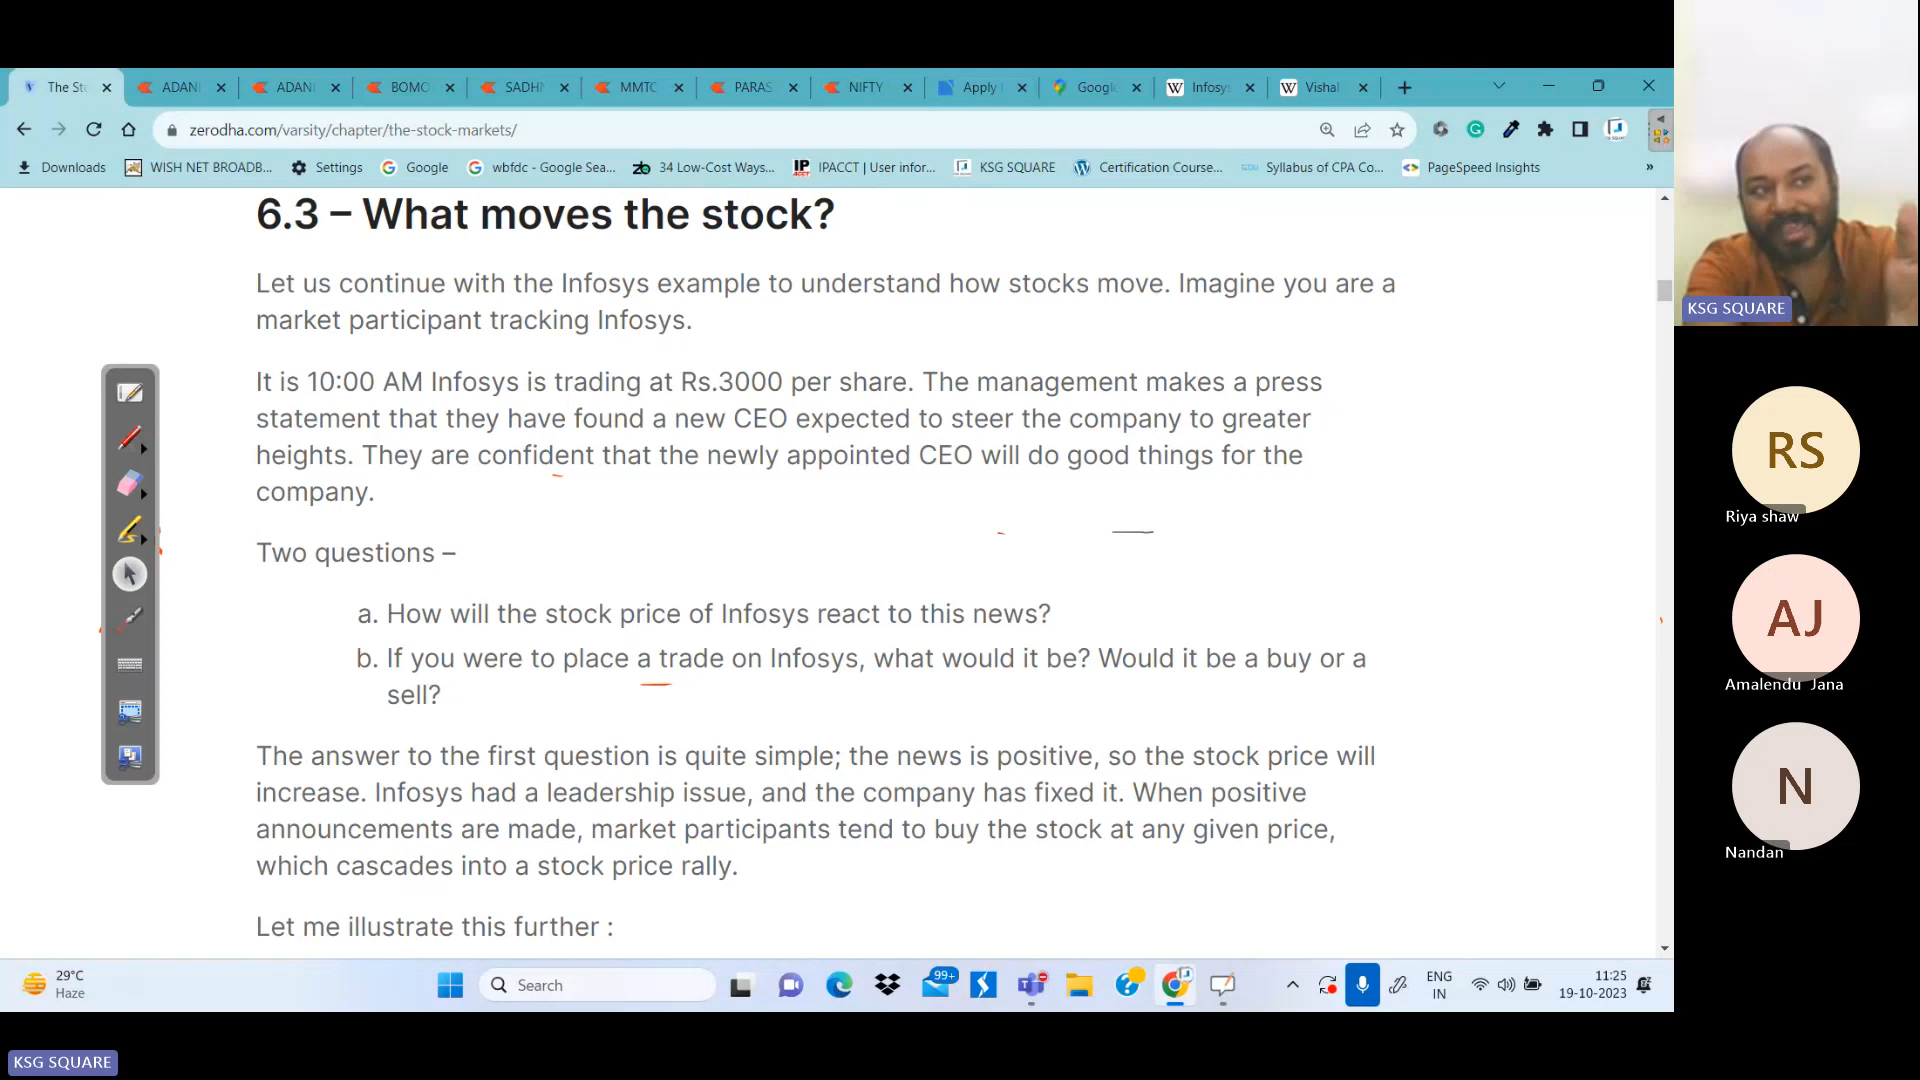 The Sto
ADANI
ADANI
BOMO
SADHI
MMTC
PARAS
NIFTY
Apply
Google
Infosys
Vishal
zerodha.com/varsity/chapter/the-stock-markets/
Downloads
WISH NET BROADB...
Settings
Google
wbfdc - Google Sea...
34 Low-Cost Ways...
IPACCT | User infor...
KSG SQUARE
Certification Course...
Syllabus of CPA Co...
PageSpeed Insights
»
6.3 – What moves the stock?
Let us continue with the Infosys example to understand how stocks move. Imagine you are a
market participant tracking Infosys.
It is 10:00 AM Infosys is trading at Rs.3000 per share. The management makes a press
statement that they have found a new CEO expected to steer the company to greater
heights. They are confident that the newly appointed CEO will do good things for the
company.
Two questions –
a. How will the stock price of Infosys react to this news?
b. If you were to place a trade on Infosys, what would it be? Would it be a buy or a
sell?
The answer to the first question is quite simple; the news is positive, so the stock price will
increase. Infosys had a leadership issue, and the company has fixed it. When positive
announcements are made, market participants tend to buy the stock at any given price,
which cascades into a stock price rally.
Let me illustrate this further :
KSG SQUARE
RS
Riya shaw
AJ
Amalendu Jana
N
Nandan
29°C
Haze
Search
99+
ENG
IN
11:25
19-10-2023
KSG SQUARE